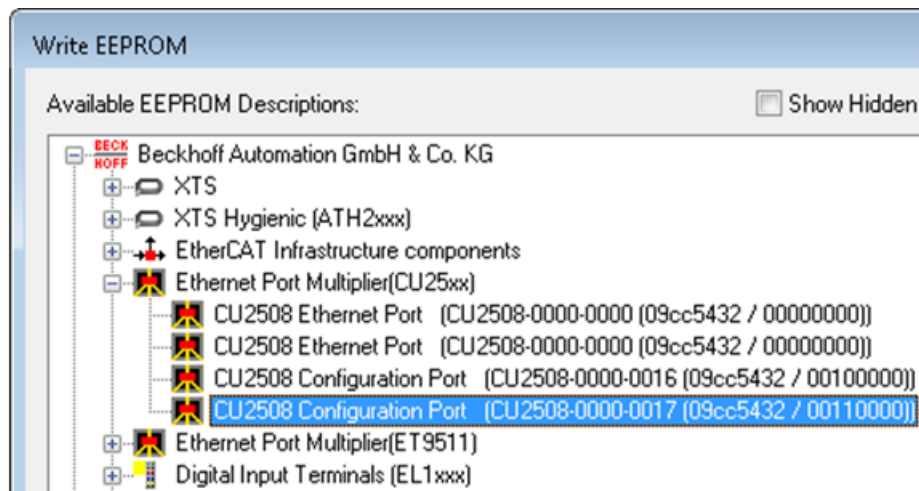 Write EEPROM
Available EEPROM Descriptions:
Show Hidden
BECK
HOFF
Beckhoff Automation GmbH & Co. KG
XTS
XTS Hygienic (ATH2xxx)
EtherCAT Infrastructure components
Ethernet Port Multiplier(CU25xx)
CU2508 Ethernet Port (CU2508-0000-0000 (09cc5432 / 00000000))
CU2508 Ethernet Port (CU2508-0000-0000 (09cc5432 / 00000000))
CU2508 Configuration Port (CU2508-0000-0016 (09cc5432 / 00100000))
CU2508 Configuration Port (CU2508-0000-0017 (09cc5432 / 00110000))
Ethernet Port Multiplier(ET9511)
Digital Input Terminals (EL1xxx)